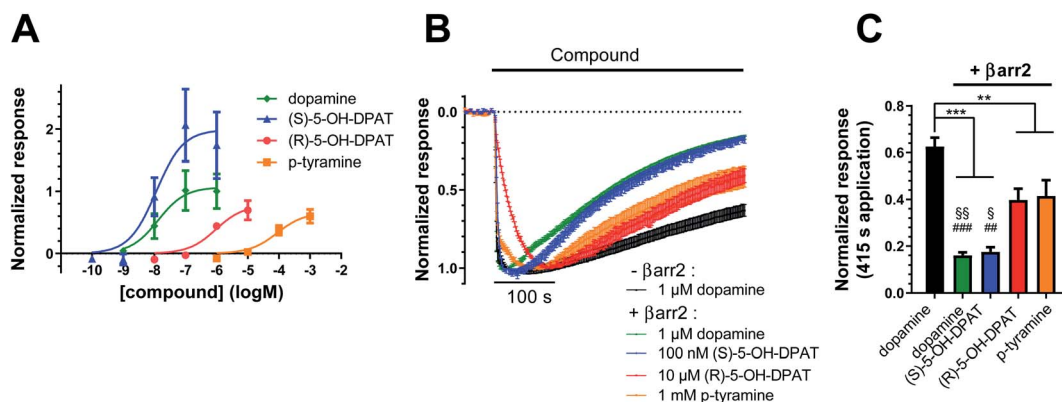 A
Normalized response
2
1
0
-10 -9 -8 -7 -6 -5 -4 -3 -2
[compound] (logM)
dopamine
(S)-5-OH-DPAT
(R)-5-OH-DPAT
p-tyramine
B
Compound
Normalized response
0.0
0.5
1.0
100 s
- βarr2 :
1 µM dopamine
+ βarr2 :
1 µM dopamine
100 nM (S)-5-OH-DPAT
10 µM (R)-5-OH-DPAT
1 mM p-tyramine
C
+ βarr2
Normalized response
(415 s application)
0.8
0.6
0.4
0.2
0.0
**
***
§§
###
§
##
dopamine
dopamine
(S)-5-OH-DPAT
(R)-5-OH-DPAT
p-tyramine